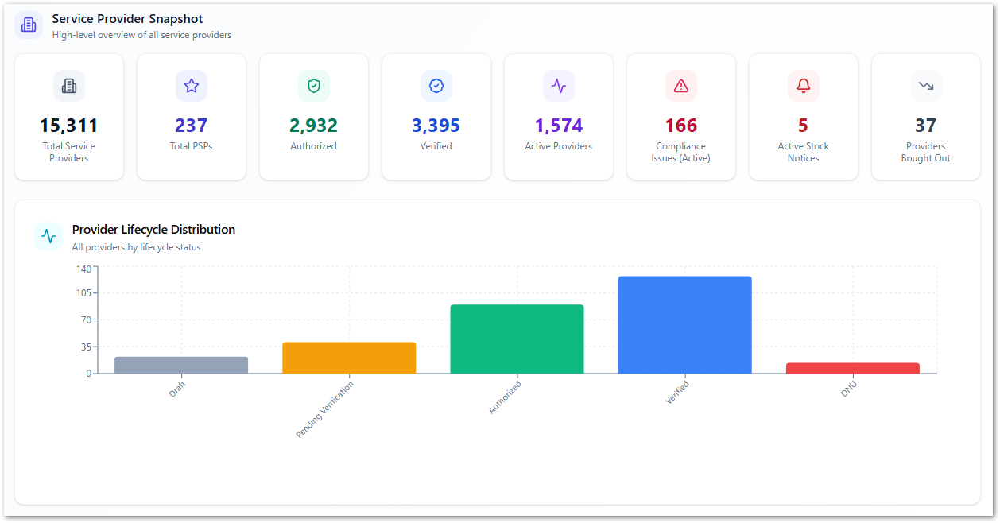 Service Provider Snapshot
High-level overview of all service providers
15,311
Total Service
Providers
237
Total PSPs
2,932
Authorized
3,395
Verified
1,574
Active Providers
166
Compliance
Issues (Active)
5
Active Stock
Notices
37
Providers
Bought Out
Provider Lifecycle Distribution
All providers by lifecycle status
140
105
70
35
0
Draft
Pending Verification
Authorized
Verified
DNU